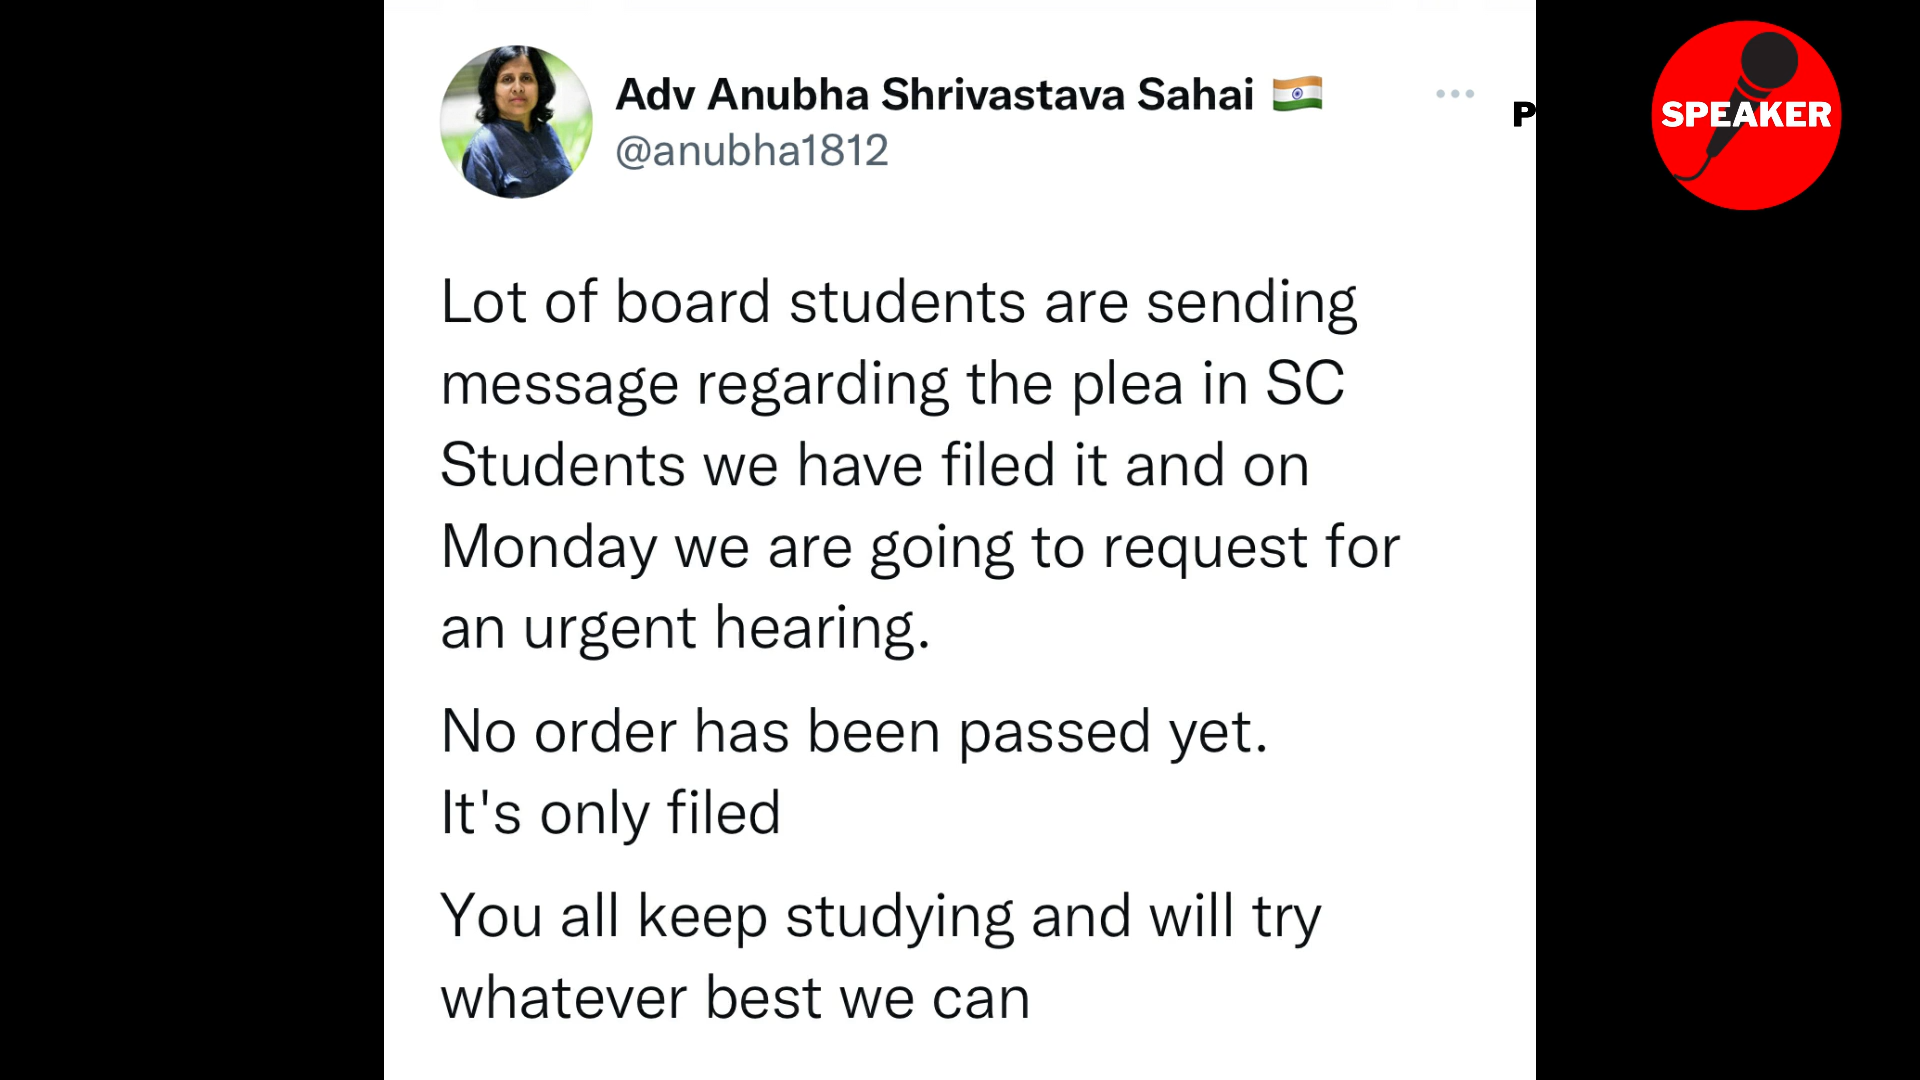 Adv Anubha Shrivastava Sahai 🇮🇳
@anubha1812
P
SPEAKER
Lot of board students are sending
message regarding the plea in SC
Students we have filed it and on
Monday we are going to request for
an urgent hearing.
No order has been passed yet.
It's only filed
You all keep studying and will try
whatever best we can